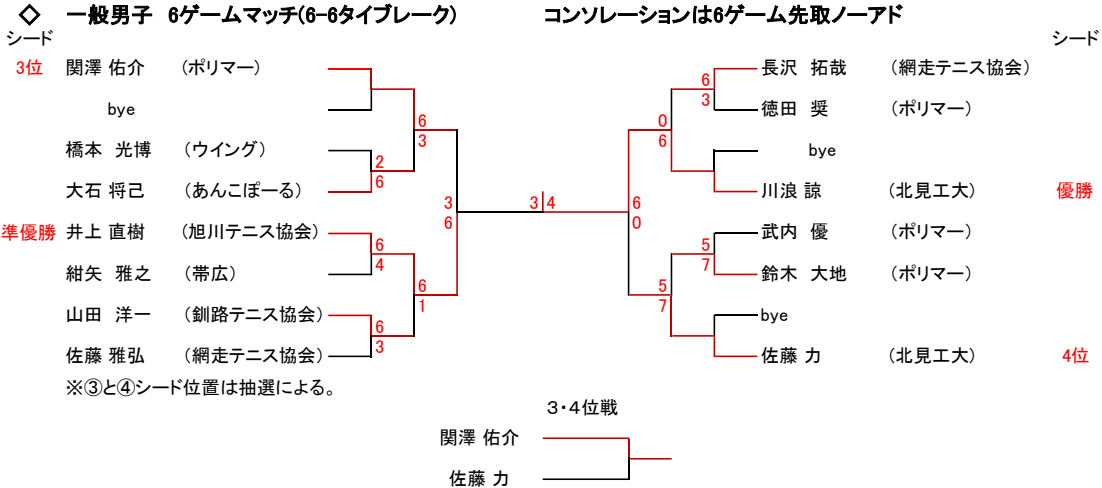 ◇ 一般男子 6ゲームマッチ(6-6タイブレーク) コンソレーションは6ゲーム先取ノーアド
シード シード
3位 関澤 佑介 (ポリマー) 長沢 拓哉 (網走テニス協会)
6
3
bye 徳田 奨 (ポリマー)
6 0
3 6
橋本 光博 (ウイング) bye
2
6
大石 将己 (あんこぽーる) 川浪 諒 (北見工大) 優勝
3 3 4 6
6 0
準優勝 井上 直樹 (旭川テニス協会) 武内 優 (ポリマー)
6 5
4 7
紺矢 雅之 (帯広) 鈴木 大地 (ポリマー)
6 5
1 7
山田 洋一 (釧路テニス協会) bye
6
3
佐藤 雅弘 (網走テニス協会) 佐藤 力 (北見工大) 4位
※③と④シード位置は抽選による。
3・4位戦
関澤 佑介
佐藤 力